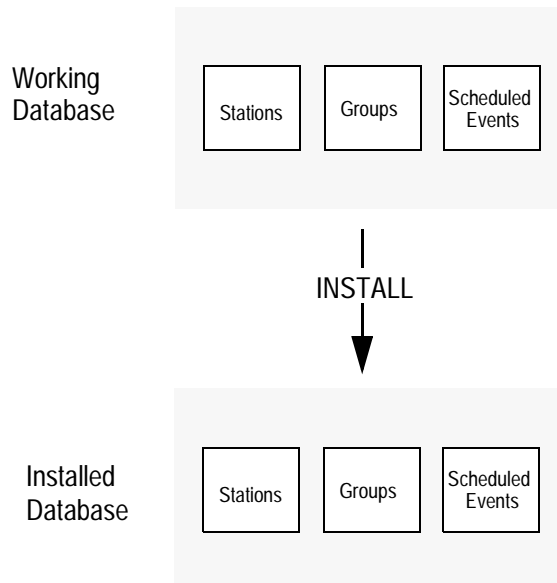 Working
Database
Stations
Groups
Scheduled
Events
INSTALL
Installed
Database
Stations
Groups
Scheduled
Events